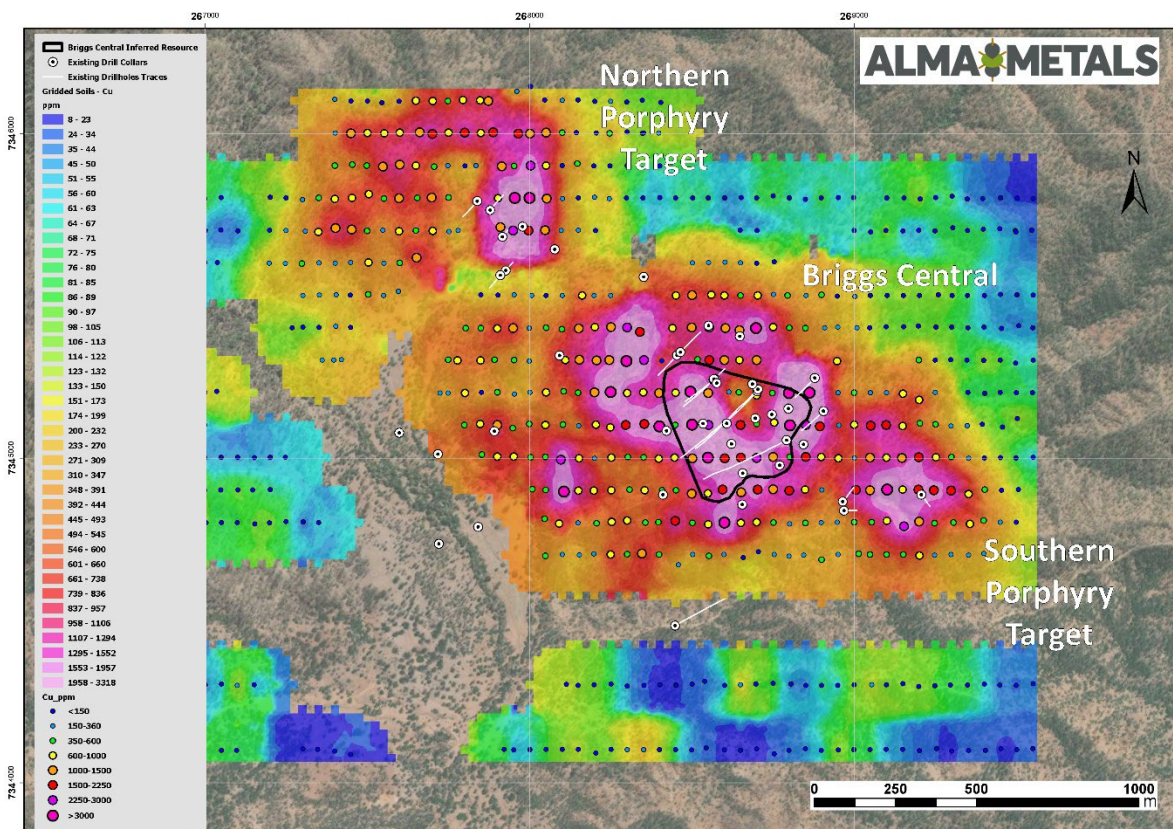 267000
268000
269000
Briggs Central Inferred Resource
Existing Drill Collars
Existing Drillholes Traces
Gridded Soils - Cu
ppm
8 - 23
24 - 34
35 - 44
45 - 50
51 - 55
56 - 60
61 - 63
64 - 67
68 - 71
72 - 75
76 - 80
81 - 85
86 - 89
90 - 97
98 - 105
106 - 113
114 - 122
123 - 132
133 - 150
151 - 173
174 - 199
200 - 232
233 - 270
271 - 309
310 - 347
348 - 391
392 - 444
445 - 493
494 - 545
546 - 600
601 - 660
661 - 738
739 - 836
837 - 957
958 - 1106
1107 - 1294
1295 - 1552
1553 - 1957
1958 - 3318
Cu_ppm
<150
150-360
350-600
600-1000
1000-1500
1500-2250
2250-3000
>3000
7346000
7345000
7344000
ALMA METALS
Northern
Porphyry
Target
N
Briggs Central
Southern
Porphyry
Target
0 250 500 1000
m